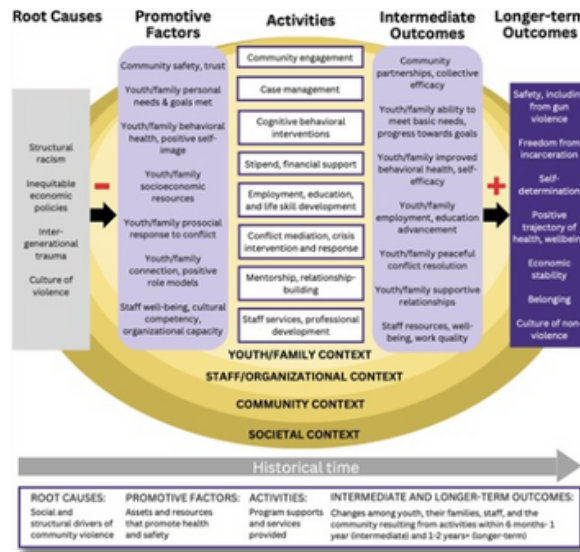 Root Causes
Promotive
Factors
Activities
Intermediate
Outcomes
Longer-term
Outcomes
Structural
racism
Inequitable
economic
policies
Inter-
generational
trauma
Culture of
violence
Community safety, trust
Youth/family personal
needs & goals met
Youth/family behavioral
health, positive self-
image
Youth/family
socioeconomic
resources
Youth/family prosocial
response to conflict
Youth/family
connection, positive
role models
Staff well-being, cultural
competency,
organizational capacity
Community engagement
Case management
Cognitive behavioral
interventions
Stipend, financial support
Employment, education,
and life skill development
Conflict mediation, crisis
intervention and response
Mentorship, relationship-
building
Staff services, professional
development
Community
partnerships, collective
efficacy
Youth/family ability to
meet basic needs,
progress towards goals
Youth/family improved
behavioral health, self-
efficacy
Youth/family
employment, education
advancement
Youth/family peaceful
conflict resolution
Youth/family supportive
relationships
Staff resources, well-
being, work quality
Safety, including
from gun
violence
Freedom from
incarceration
Self-
determination
Positive
trajectory of
health, wellbein
Economic
stability
Belonging
Culture of non-
violence
YOUTH/FAMILY CONTEXT
STAFF/ORGANIZATIONAL CONTEXT
COMMUNITY CONTEXT
SOCIETAL CONTEXT
Historical time
ROOT CAUSES:
Social and
structural drivers of
community violence
PROMOTIVE FACTORS:
Assets and resources
that promote health
and safety
ACTIVITIES:
Program supports
and services
provided
INTERMEDIATE AND LONGER-TERM OUTCOMES:
Changes among youth, their families, staff, and the
community resulting from activities within 6 months- 1
year (intermediate) and 1-2 years+ (longer-term)